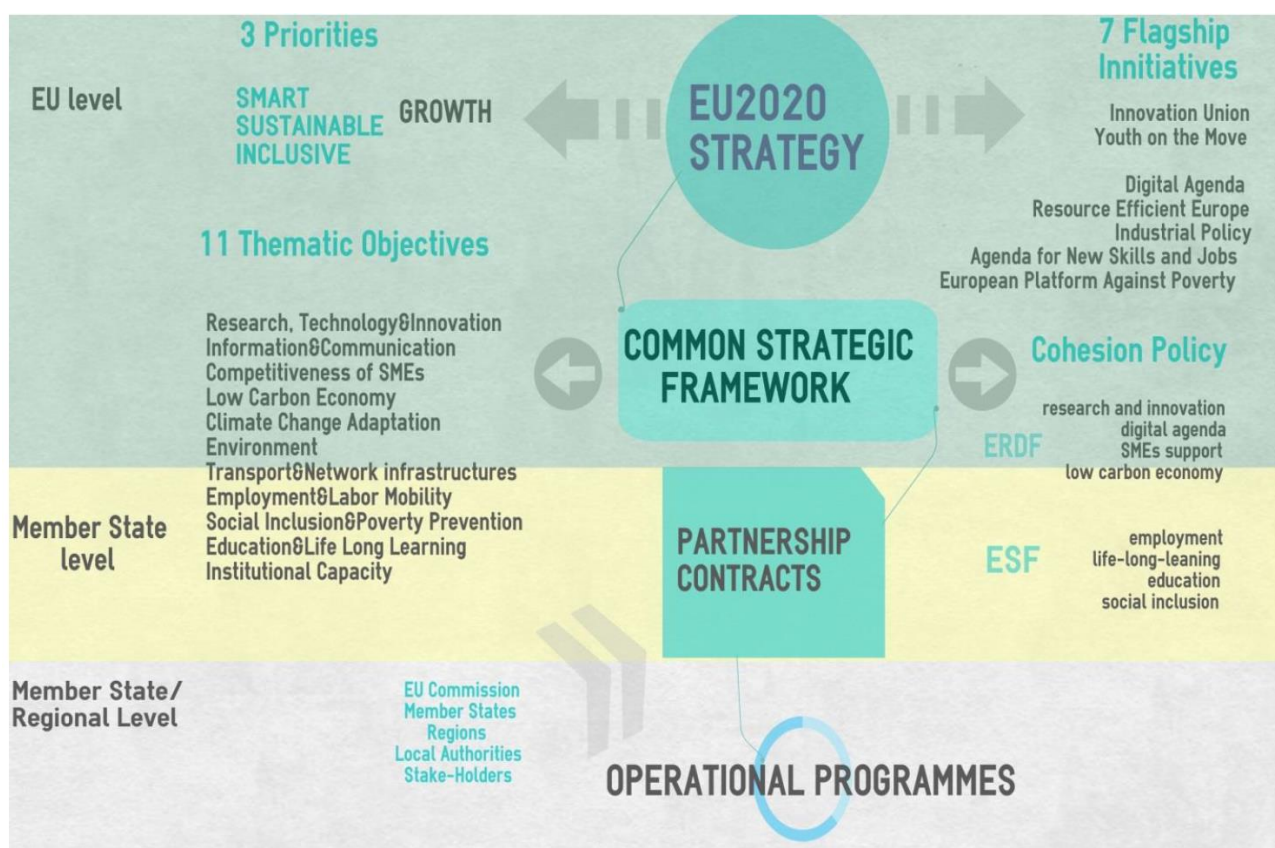 3 Priorities
EU level
SMART
SUSTAINABLE
INCLUSIVE
GROWTH
EU2020
STRATEGY
7 Flagship
Innitiatives
Innovation Union
Youth on the Move
Digital Agenda
Resource Efficient Europe
Industrial Policy
Agenda for New Skills and Jobs
European Platform Against Poverty
11 Thematic Objectives
Research, Technology&Innovation
Information&Communication
Competitiveness of SMEs
Low Carbon Economy
Climate Change Adaptation
Environment
Transport&Network infrastructures
Employment&Labor Mobility
Social Inclusion&Poverty Prevention
Education&Life Long Learning
Institutional Capacity
COMMON STRATEGIC
FRAMEWORK
Cohesion Policy
ERDF
research and innovation
digital agenda
SMEs support
low carbon economy
Member State
level
PARTNERSHIP
CONTRACTS
ESF
employment
life-long-leaning
education
social inclusion
Member State/
Regional Level
EU Commission
Member States
Regions
Local Authorities
Stake-Holders
OPERATIONAL PROGRAMMES